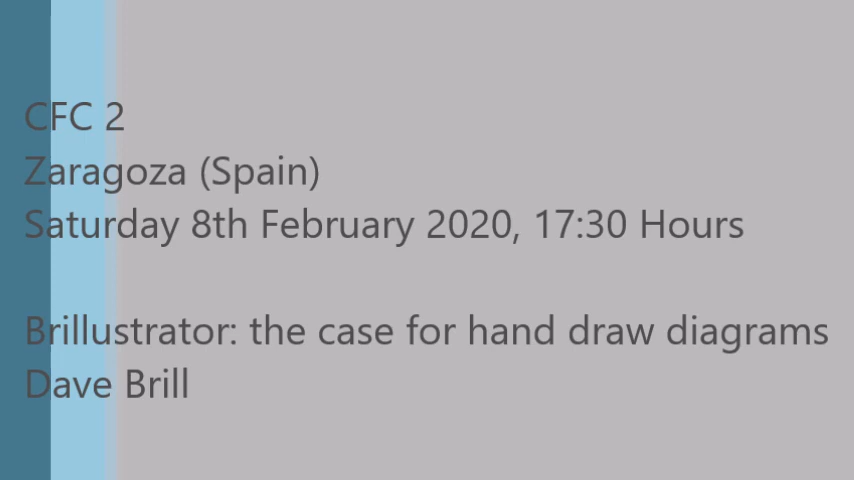 CFC 2
Zaragoza (Spain)
Saturday 8th February 2020, 17:30 Hours
Brillustrator: the case for hand draw diagrams
Dave Brill